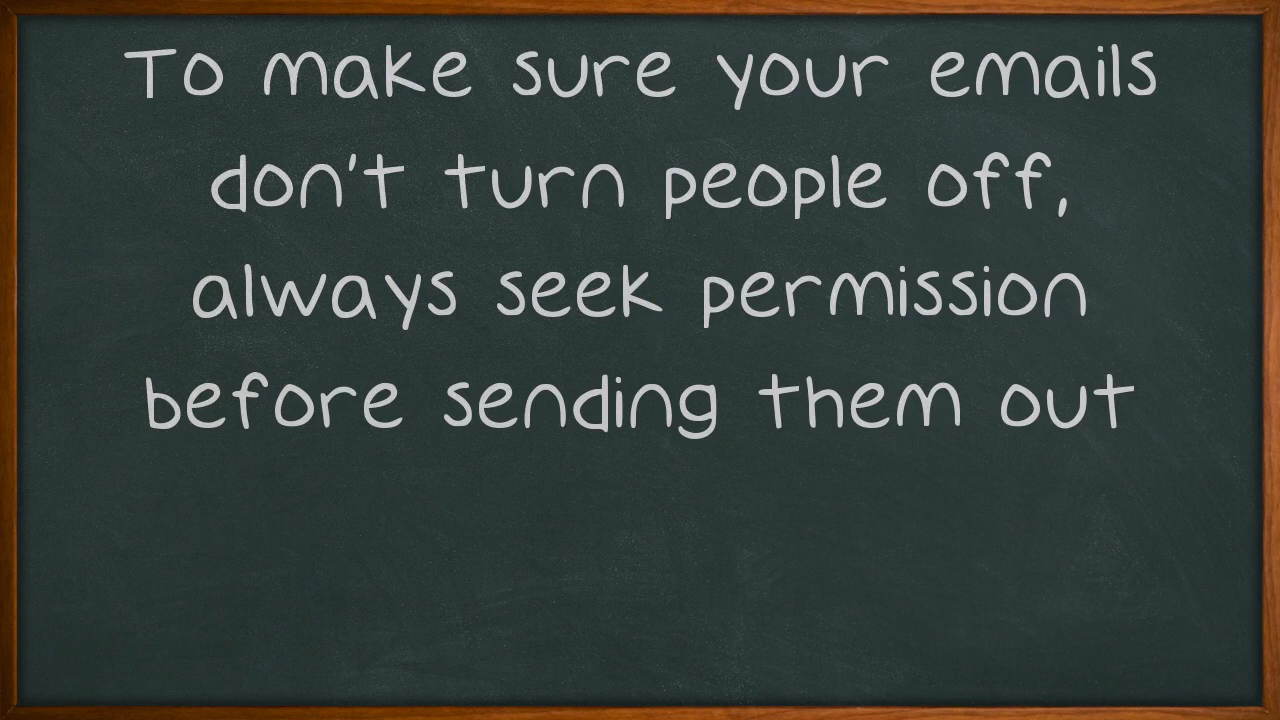 To make sure your emails
don't turn people off,
always seek permission
before sending them out